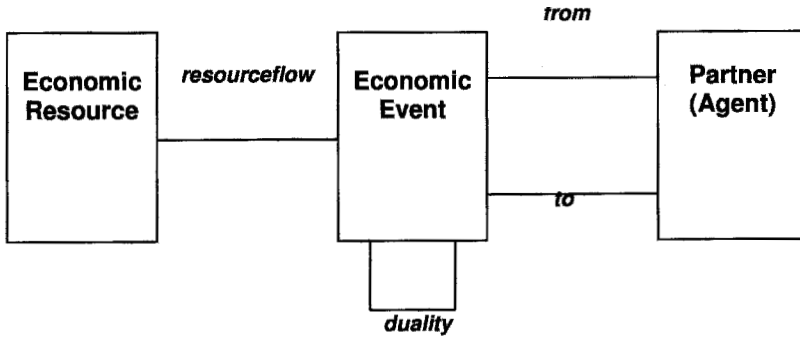 from
Economic
Resource
resourceflow
Economic
Event
Partner
(Agent)
to
duality